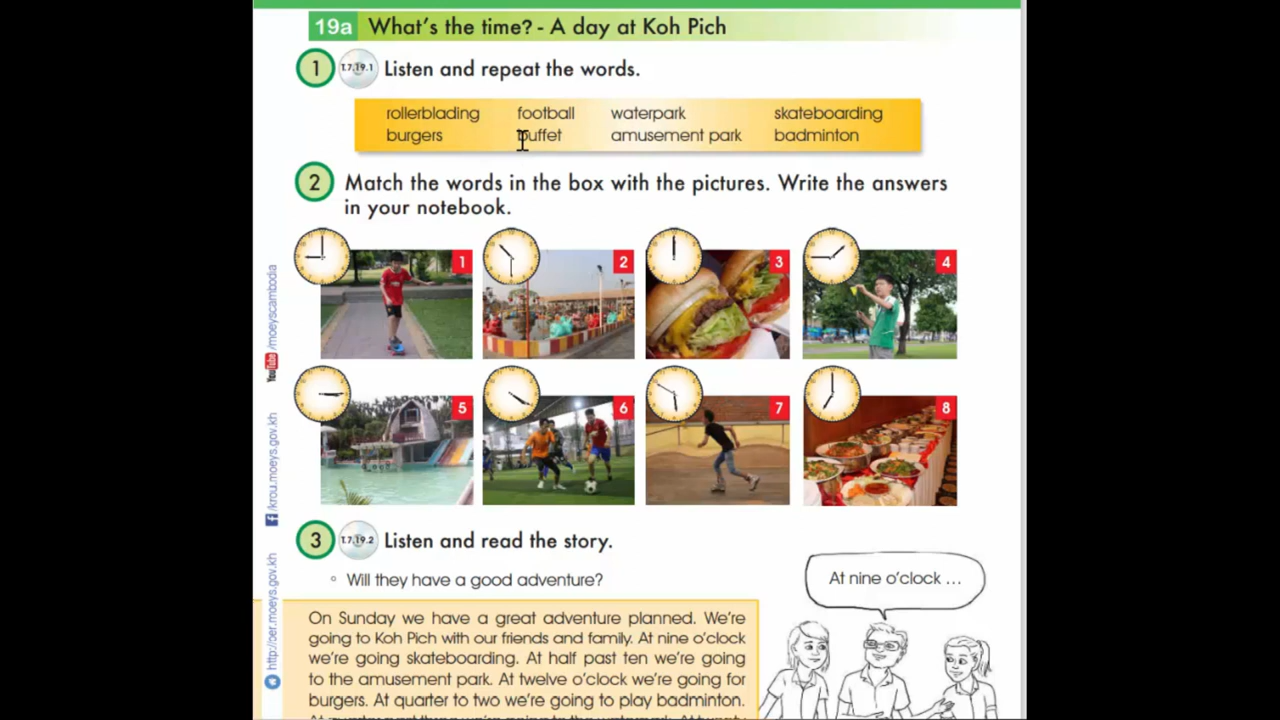 19a What's the time? - A day at Koh Pich
1 1.7.19.1 Listen and repeat the words.
rollerblading football waterpark skateboarding
burgers buffet amusement park badminton
2 Match the words in the box with the pictures. Write the answers
in your notebook.
1 2 3 4
5 6 7 8
3 1.7.19.2 Listen and read the story.
Will they have a good adventure?
At nine o'clock ...
On Sunday we have a great adventure planned. We're
going to Koh Pich with our friends and family. At nine o'clock
we're going skateboarding. At half past ten we're going
to the amusement park. At twelve o'clock we're going for
burgers. At quarter to two we're going to play badminton.
YouTube /moeyscambodia
f /krou.moeys.gov.kh
http://ber.moeys.gov.kh